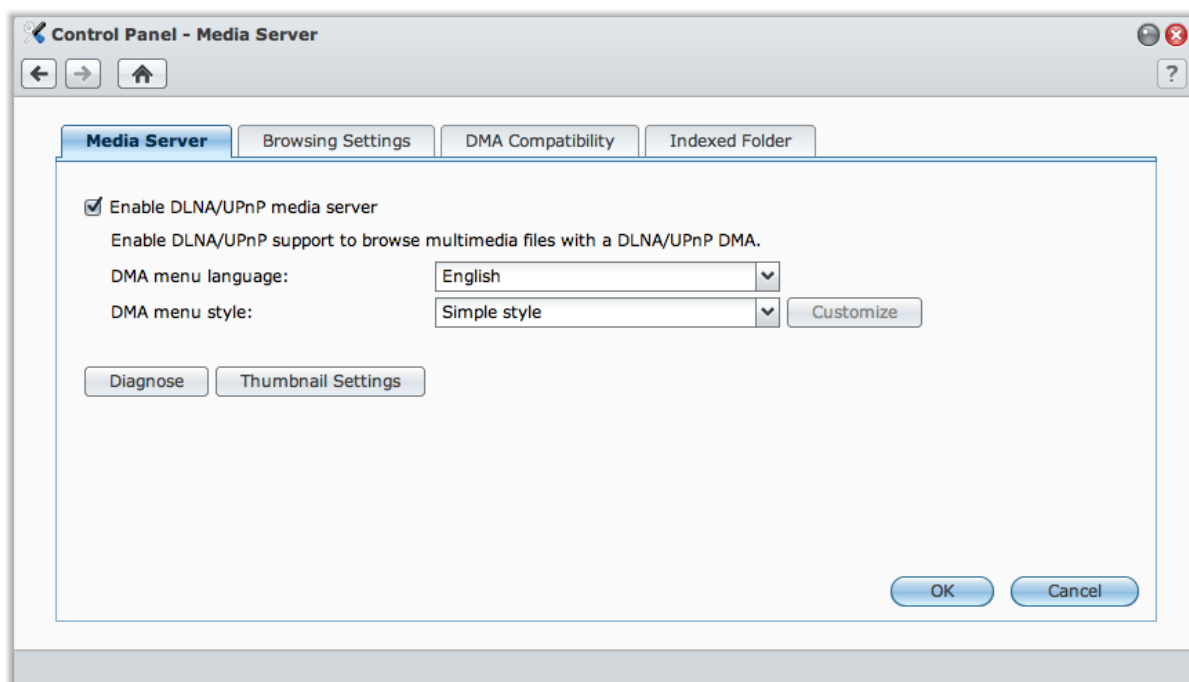 Control Panel - Media Server
?
Media Server Browsing Settings DMA Compatibility Indexed Folder
Enable DLNA/UPnP media server
Enable DLNA/UPnP support to browse multimedia files with a DLNA/UPnP DMA.
DMA menu language: English
DMA menu style: Simple style Customize
Diagnose Thumbnail Settings
OK Cancel